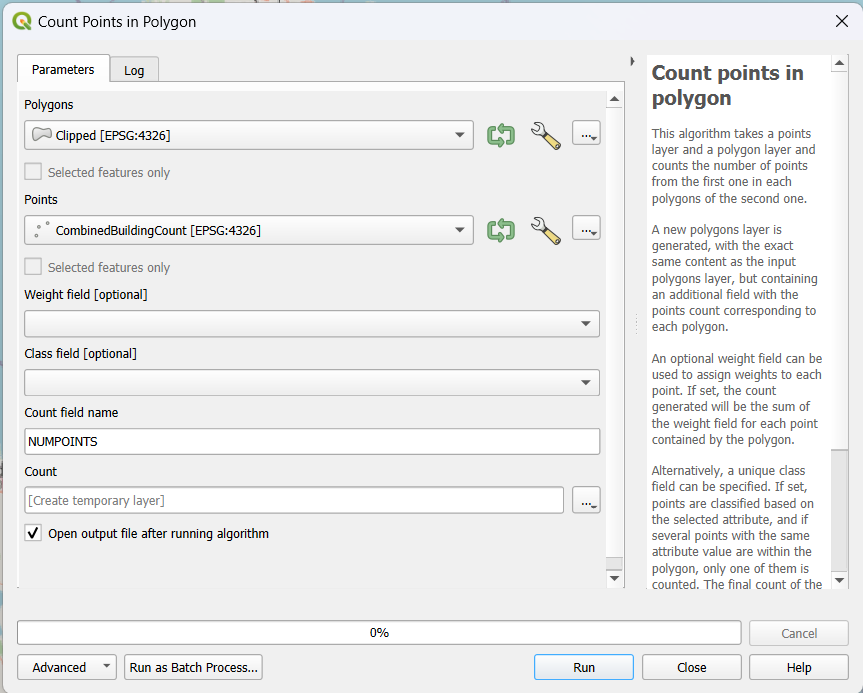 Count Points in Polygon
Parameters
Log
Polygons
Clipped [EPSG:4326]
...
Selected features only
Points
CombinedBuildingCount [EPSG:4326]
...
Selected features only
Weight field [optional]
Class field [optional]
Count field name
NUMPOINTS
Count
[Create temporary layer]
...
Open output file after running algorithm
Count points in
polygon
This algorithm takes a points
layer and a polygon layer and
counts the number of points
from the first one in each
polygons of the second one.
A new polygons layer is
generated, with the exact
same content as the input
polygons layer, but containing
an additional field with the
points count corresponding to
each polygon.
An optional weight field can be
used to assign weights to each
point. If set, the count
generated will be the sum of
the weight field for each point
contained by the polygon.
Alternatively, a unique class
field can be specified. If set,
points are classified based on
the selected attribute, and if
several points with the same
attribute value are within the
polygon, only one of them is
counted. The final count of the
0%
Cancel
Advanced
Run as Batch Process...
Run
Close
Help